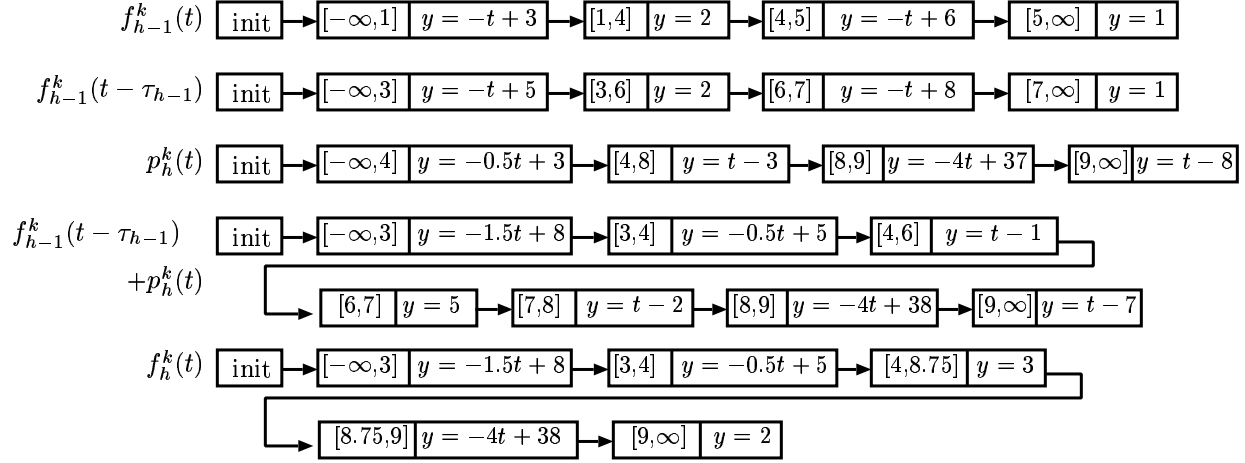 f^k_{h−1}(t) init [−∞,1] y = −t + 3 [1,4] y = 2 [4,5] y = −t + 6 [5,∞] y = 1
f^k_{h−1}(t − τ_{h−1}) init [−∞,3] y = −t + 5 [3,6] y = 2 [6,7] y = −t + 8 [7,∞] y = 1
p^k_h(t) init [−∞,4] y = −0.5t + 3 [4,8] y = t − 3 [8,9] y = −4t + 37 [9,∞] y = t − 8
f^k_{h−1}(t − τ_{h−1}) init [−∞,3] y = −1.5t + 8 [3,4] y = −0.5t + 5 [4,6] y = t − 1
+p^k_h(t) [6,7] y = 5 [7,8] y = t − 2 [8,9] y = −4t + 38 [9,∞] y = t − 7
f^k_h(t) init [−∞,3] y = −1.5t + 8 [3,4] y = −0.5t + 5 [4,8.75] y = 3
[8.75,9] y = −4t + 38 [9,∞] y = 2